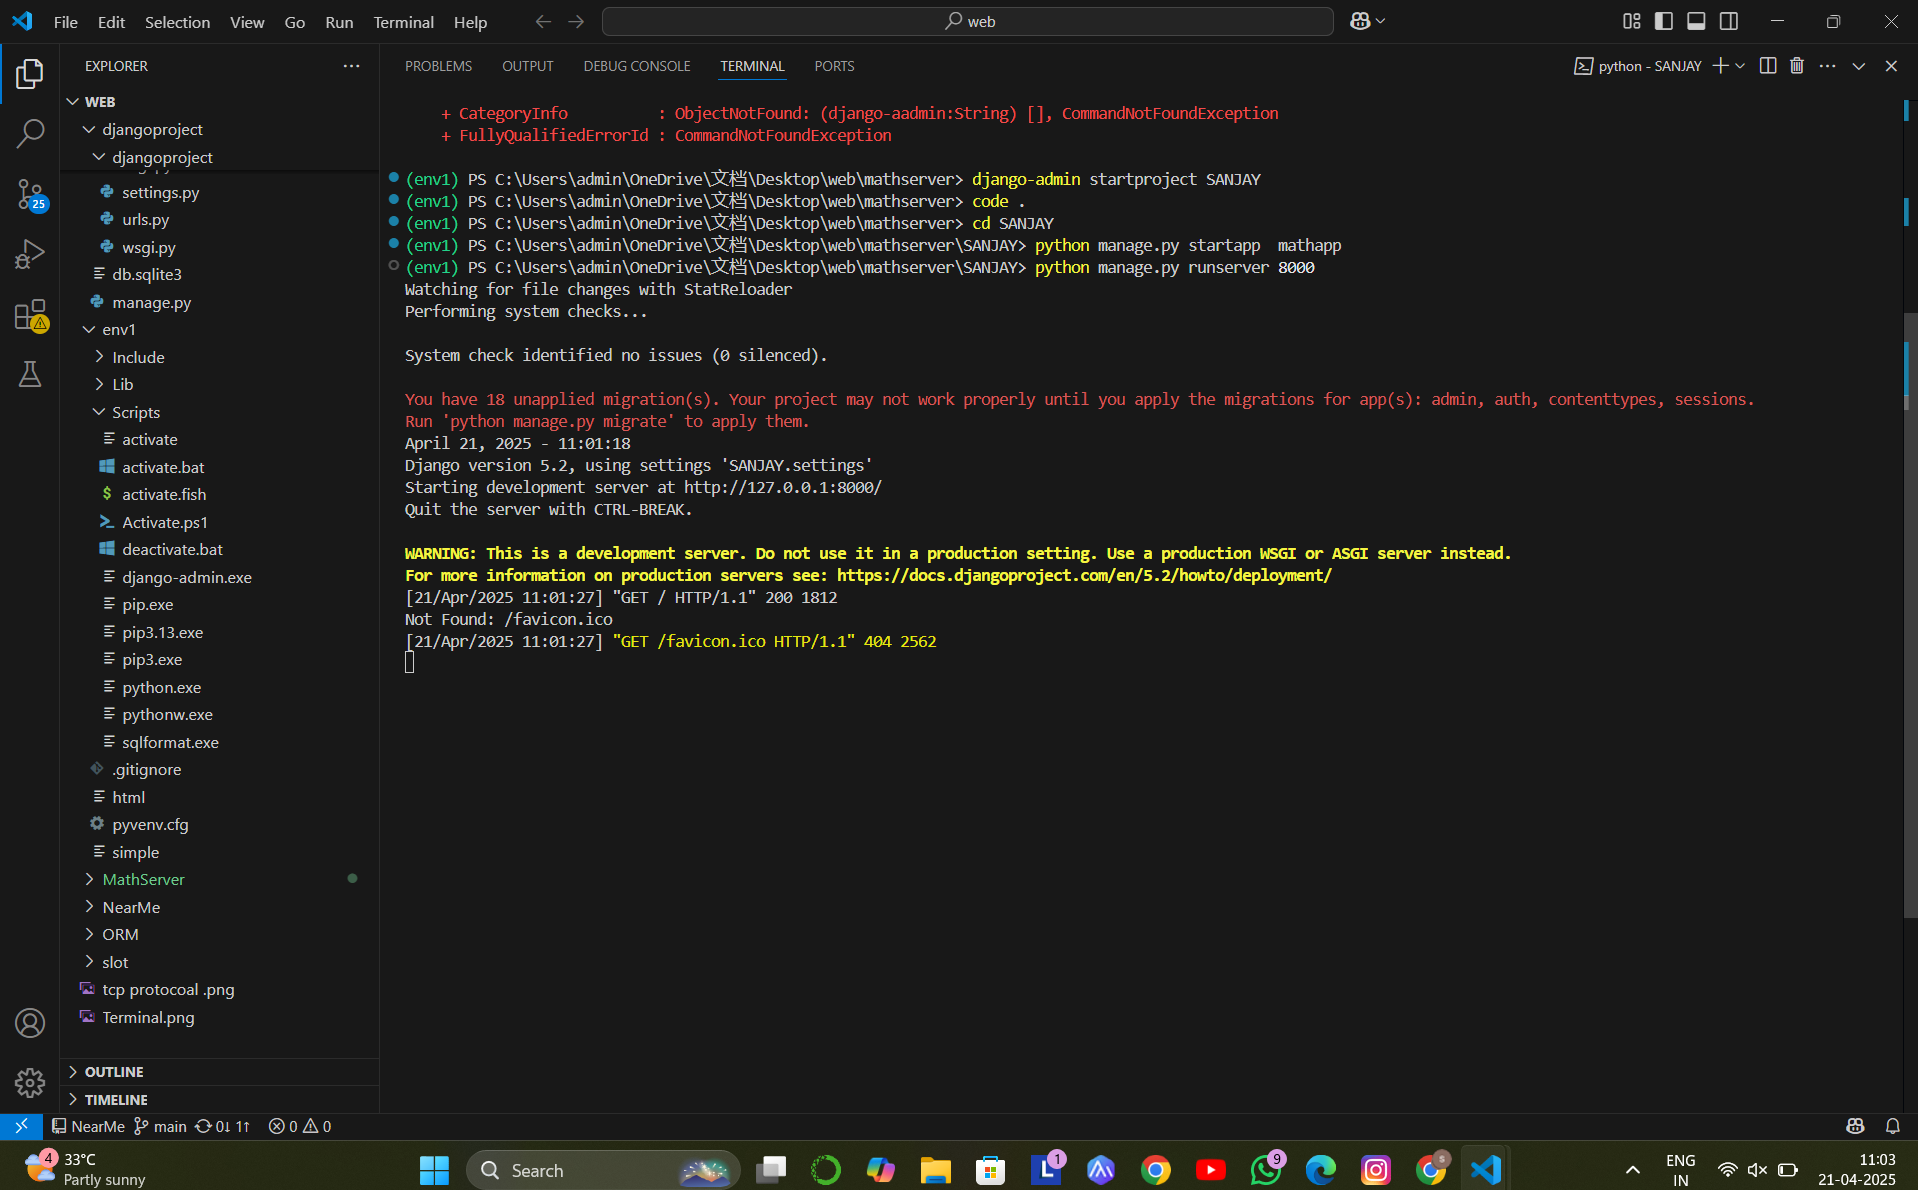 File Edit Selection View Go Run Terminal Help
web
EXPLORER
WEB
djangoproject
djangoproject
settings.py
urls.py
wsgi.py
db.sqlite3
manage.py
env1
Include
Lib
Scripts
activate
activate.bat
activate.fish
Activate.ps1
deactivate.bat
django-admin.exe
pip.exe
pip3.13.exe
pip3.exe
python.exe
pythonw.exe
sqlformat.exe
.gitignore
html
pyvenv.cfg
simple
MathServer
NearMe
ORM
slot
tcp protocoal .png
Terminal.png
OUTLINE
TIMELINE
25
PROBLEMS OUTPUT DEBUG CONSOLE TERMINAL PORTS
python - SANJAY
+ CategoryInfo : ObjectNotFound: (django-aadmin:String) [], CommandNotFoundException
+ FullyQualifiedErrorId : CommandNotFoundException
(env1) PS C:\Users\admin\OneDrive\文档\Desktop\web\mathserver> django-admin startproject SANJAY
(env1) PS C:\Users\admin\OneDrive\文档\Desktop\web\mathserver> code .
(env1) PS C:\Users\admin\OneDrive\文档\Desktop\web\mathserver> cd SANJAY
(env1) PS C:\Users\admin\OneDrive\文档\Desktop\web\mathserver\SANJAY> python manage.py startapp  mathapp
(env1) PS C:\Users\admin\OneDrive\文档\Desktop\web\mathserver\SANJAY> python manage.py runserver 8000
Watching for file changes with StatReloader
Performing system checks...
System check identified no issues (0 silenced).
You have 18 unapplied migration(s). Your project may not work properly until you apply the migrations for app(s): admin, auth, contenttypes, sessions.
Run 'python manage.py migrate' to apply them.
April 21, 2025 - 11:01:18
Django version 5.2, using settings 'SANJAY.settings'
Starting development server at http://127.0.0.1:8000/
Quit the server with CTRL-BREAK.
WARNING: This is a development server. Do not use it in a production setting. Use a production WSGI or ASGI server instead.
For more information on production servers see: https://docs.djangoproject.com/en/5.2/howto/deployment/
[21/Apr/2025 11:01:27] "GET / HTTP/1.1" 200 1812
Not Found: /favicon.ico
[21/Apr/2025 11:01:27] "GET /favicon.ico HTTP/1.1" 404 2562
NearMe main 0↓ 1↑ 0 0
4
33°C
Partly sunny
Search
L
1
9
s
ENG
IN
11:03
21-04-2025